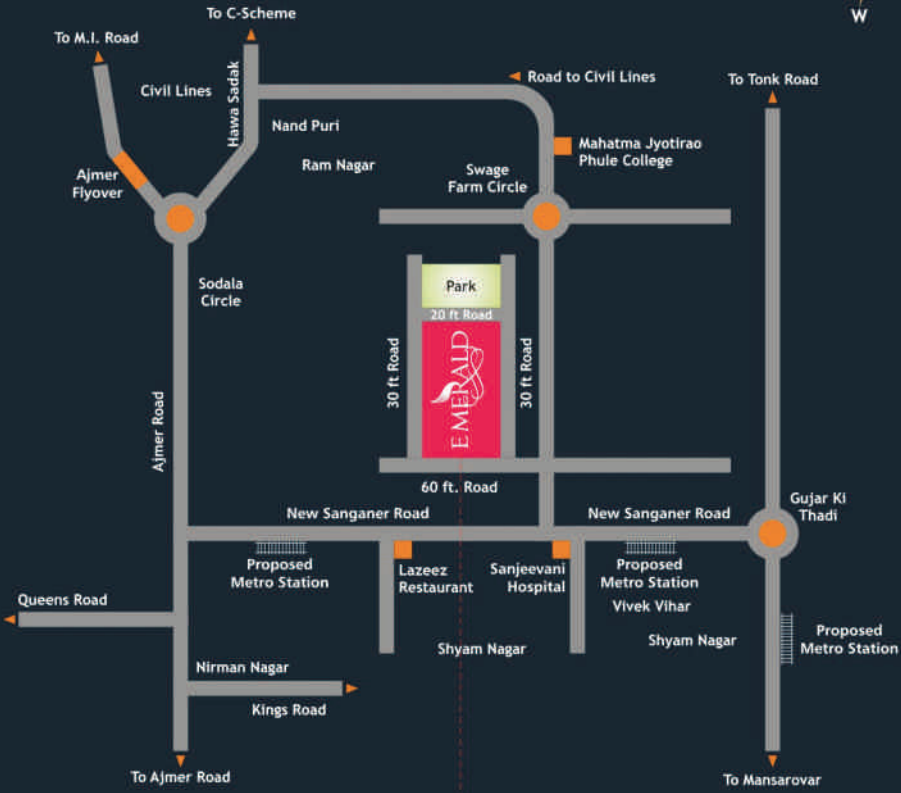 To C-Scheme
W
To M.I. Road
Civil Lines
Hawa Sadak
Road to Civil Lines
To Tonk Road
Nand Puri
Mahatma Jyotirao
Phule College
Ram Nagar
Ajmer
Flyover
Swage
Farm Circle
Sodala
Circle
Park
20 ft Road
30 ft Road
EMERALD
30 ft Road
Ajmer Road
60 ft. Road
New Sanganer Road
New Sanganer Road
Gujar Ki
Thadi
Proposed
Metro Station
Lazeez
Restaurant
Sanjeevani
Hospital
Proposed
Metro Station
Queens Road
Vivek Vihar
Shyam Nagar
Shyam Nagar
Proposed
Metro Station
Nirman Nagar
Kings Road
To Ajmer Road
To Mansarovar